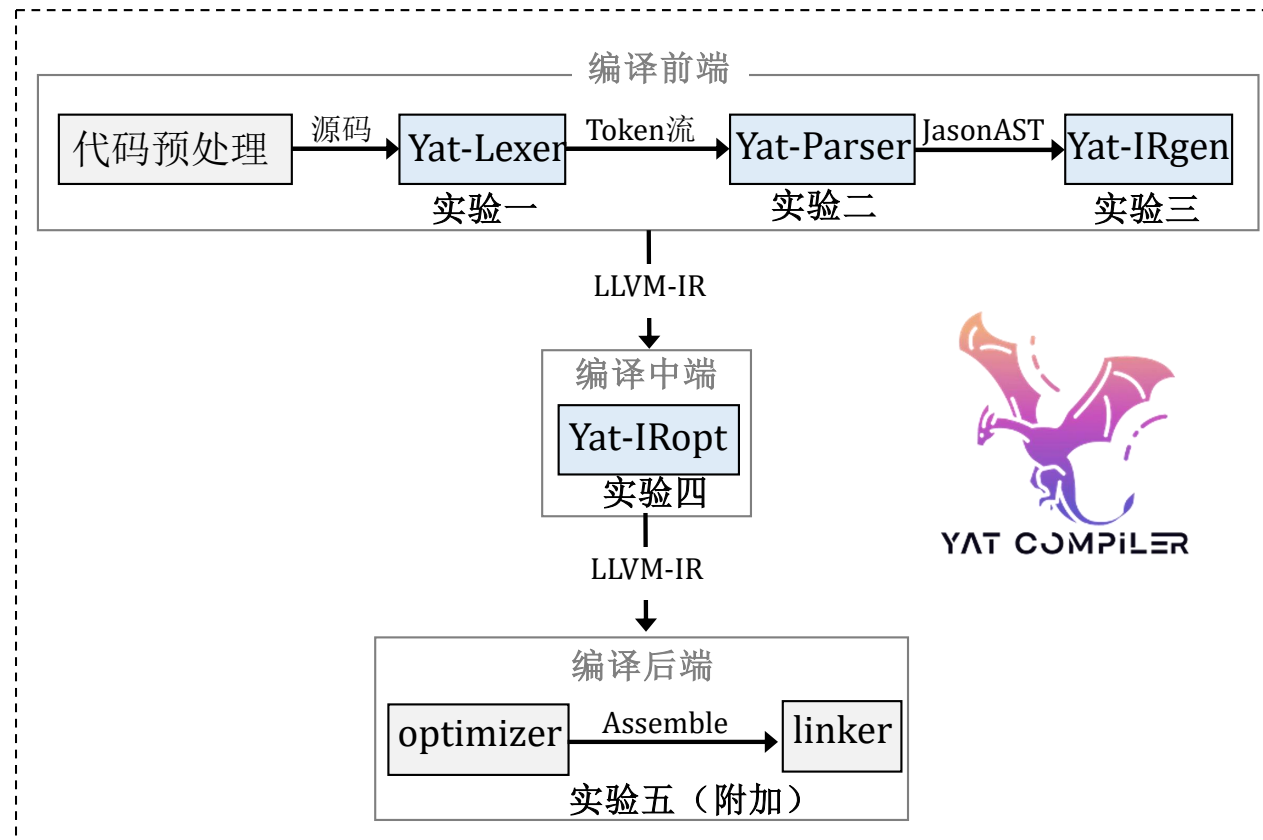 编译前端
代码预处理
源码
Yat-Lexer
Token流
Yat-Parser
JasonAST
Yat-IRgen
实验一
实验二
实验三
LLVM-IR
编译中端
Yat-IRopt
实验四
YAT COMPiLER
LLVM-IR
编译后端
optimizer
Assemble
linker
实验五（附加）